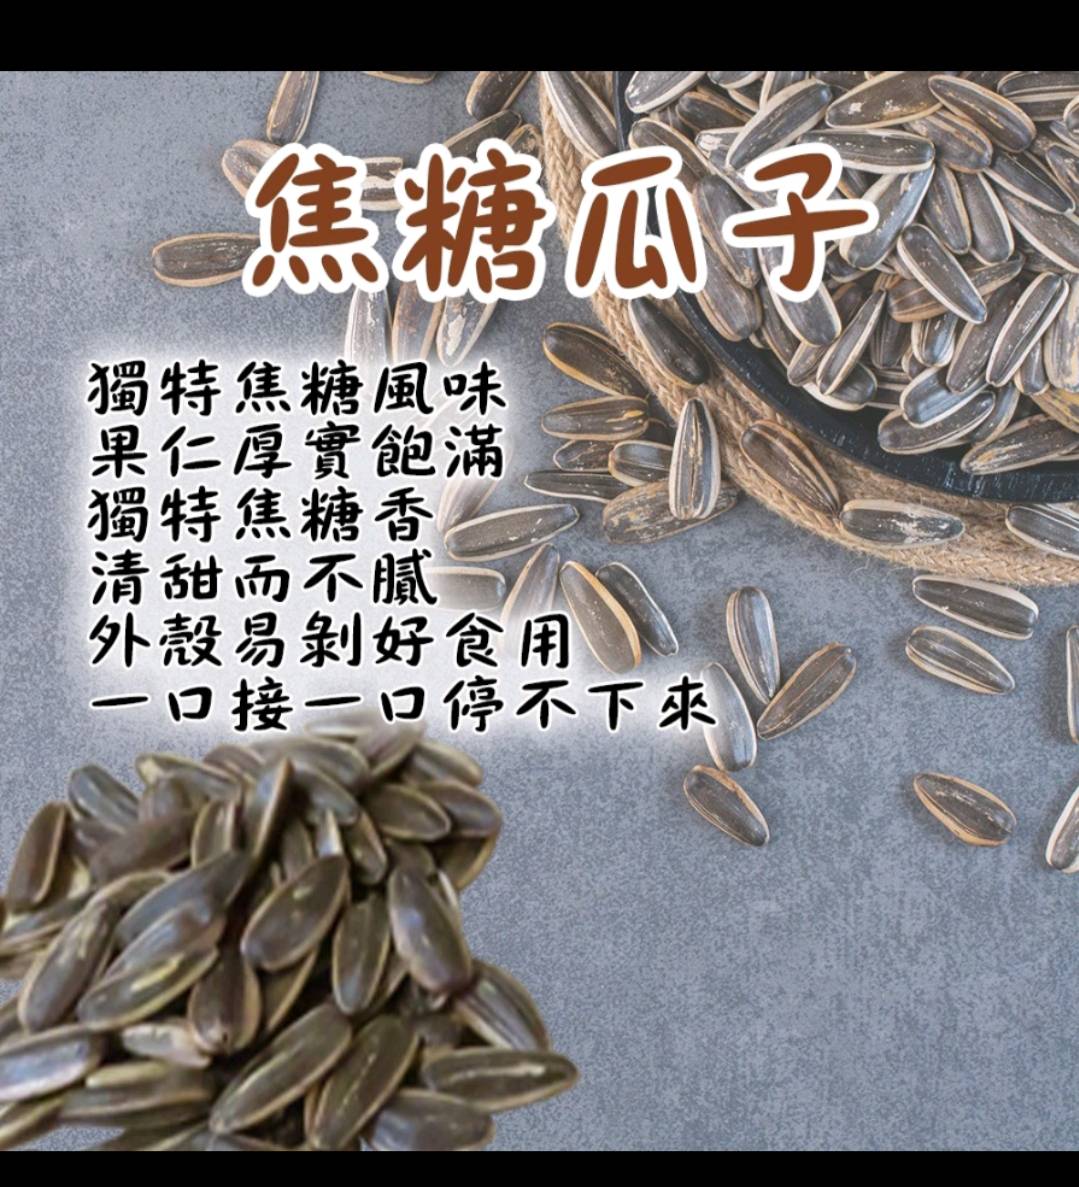 焦糖瓜子
獨特焦糖風味
果仁厚實飽滿
獨特焦糖香
清甜而不膩
外殼易剝好食用
一口接一口停不下來